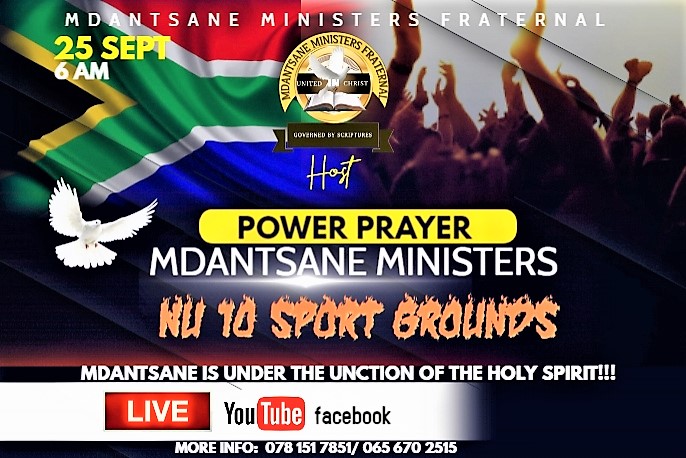 MDANTSANE MINISTERS FRATERNAL
25 SEPT
6 AM
MDANTSANE MINISTERS FRATERNAL
UNITED IN CHRIST
GOVERNED BY SCRIPTURES
Host
POWER PRAYER
MDANTSANE MINISTERS
NU 10 SPORT GROUNDS
MDANTSANE IS UNDER THE UNCTION OF THE HOLY SPIRIT!!!
LIVE YouTube facebook
MORE INFO: 078 151 7851/ 065 670 2515